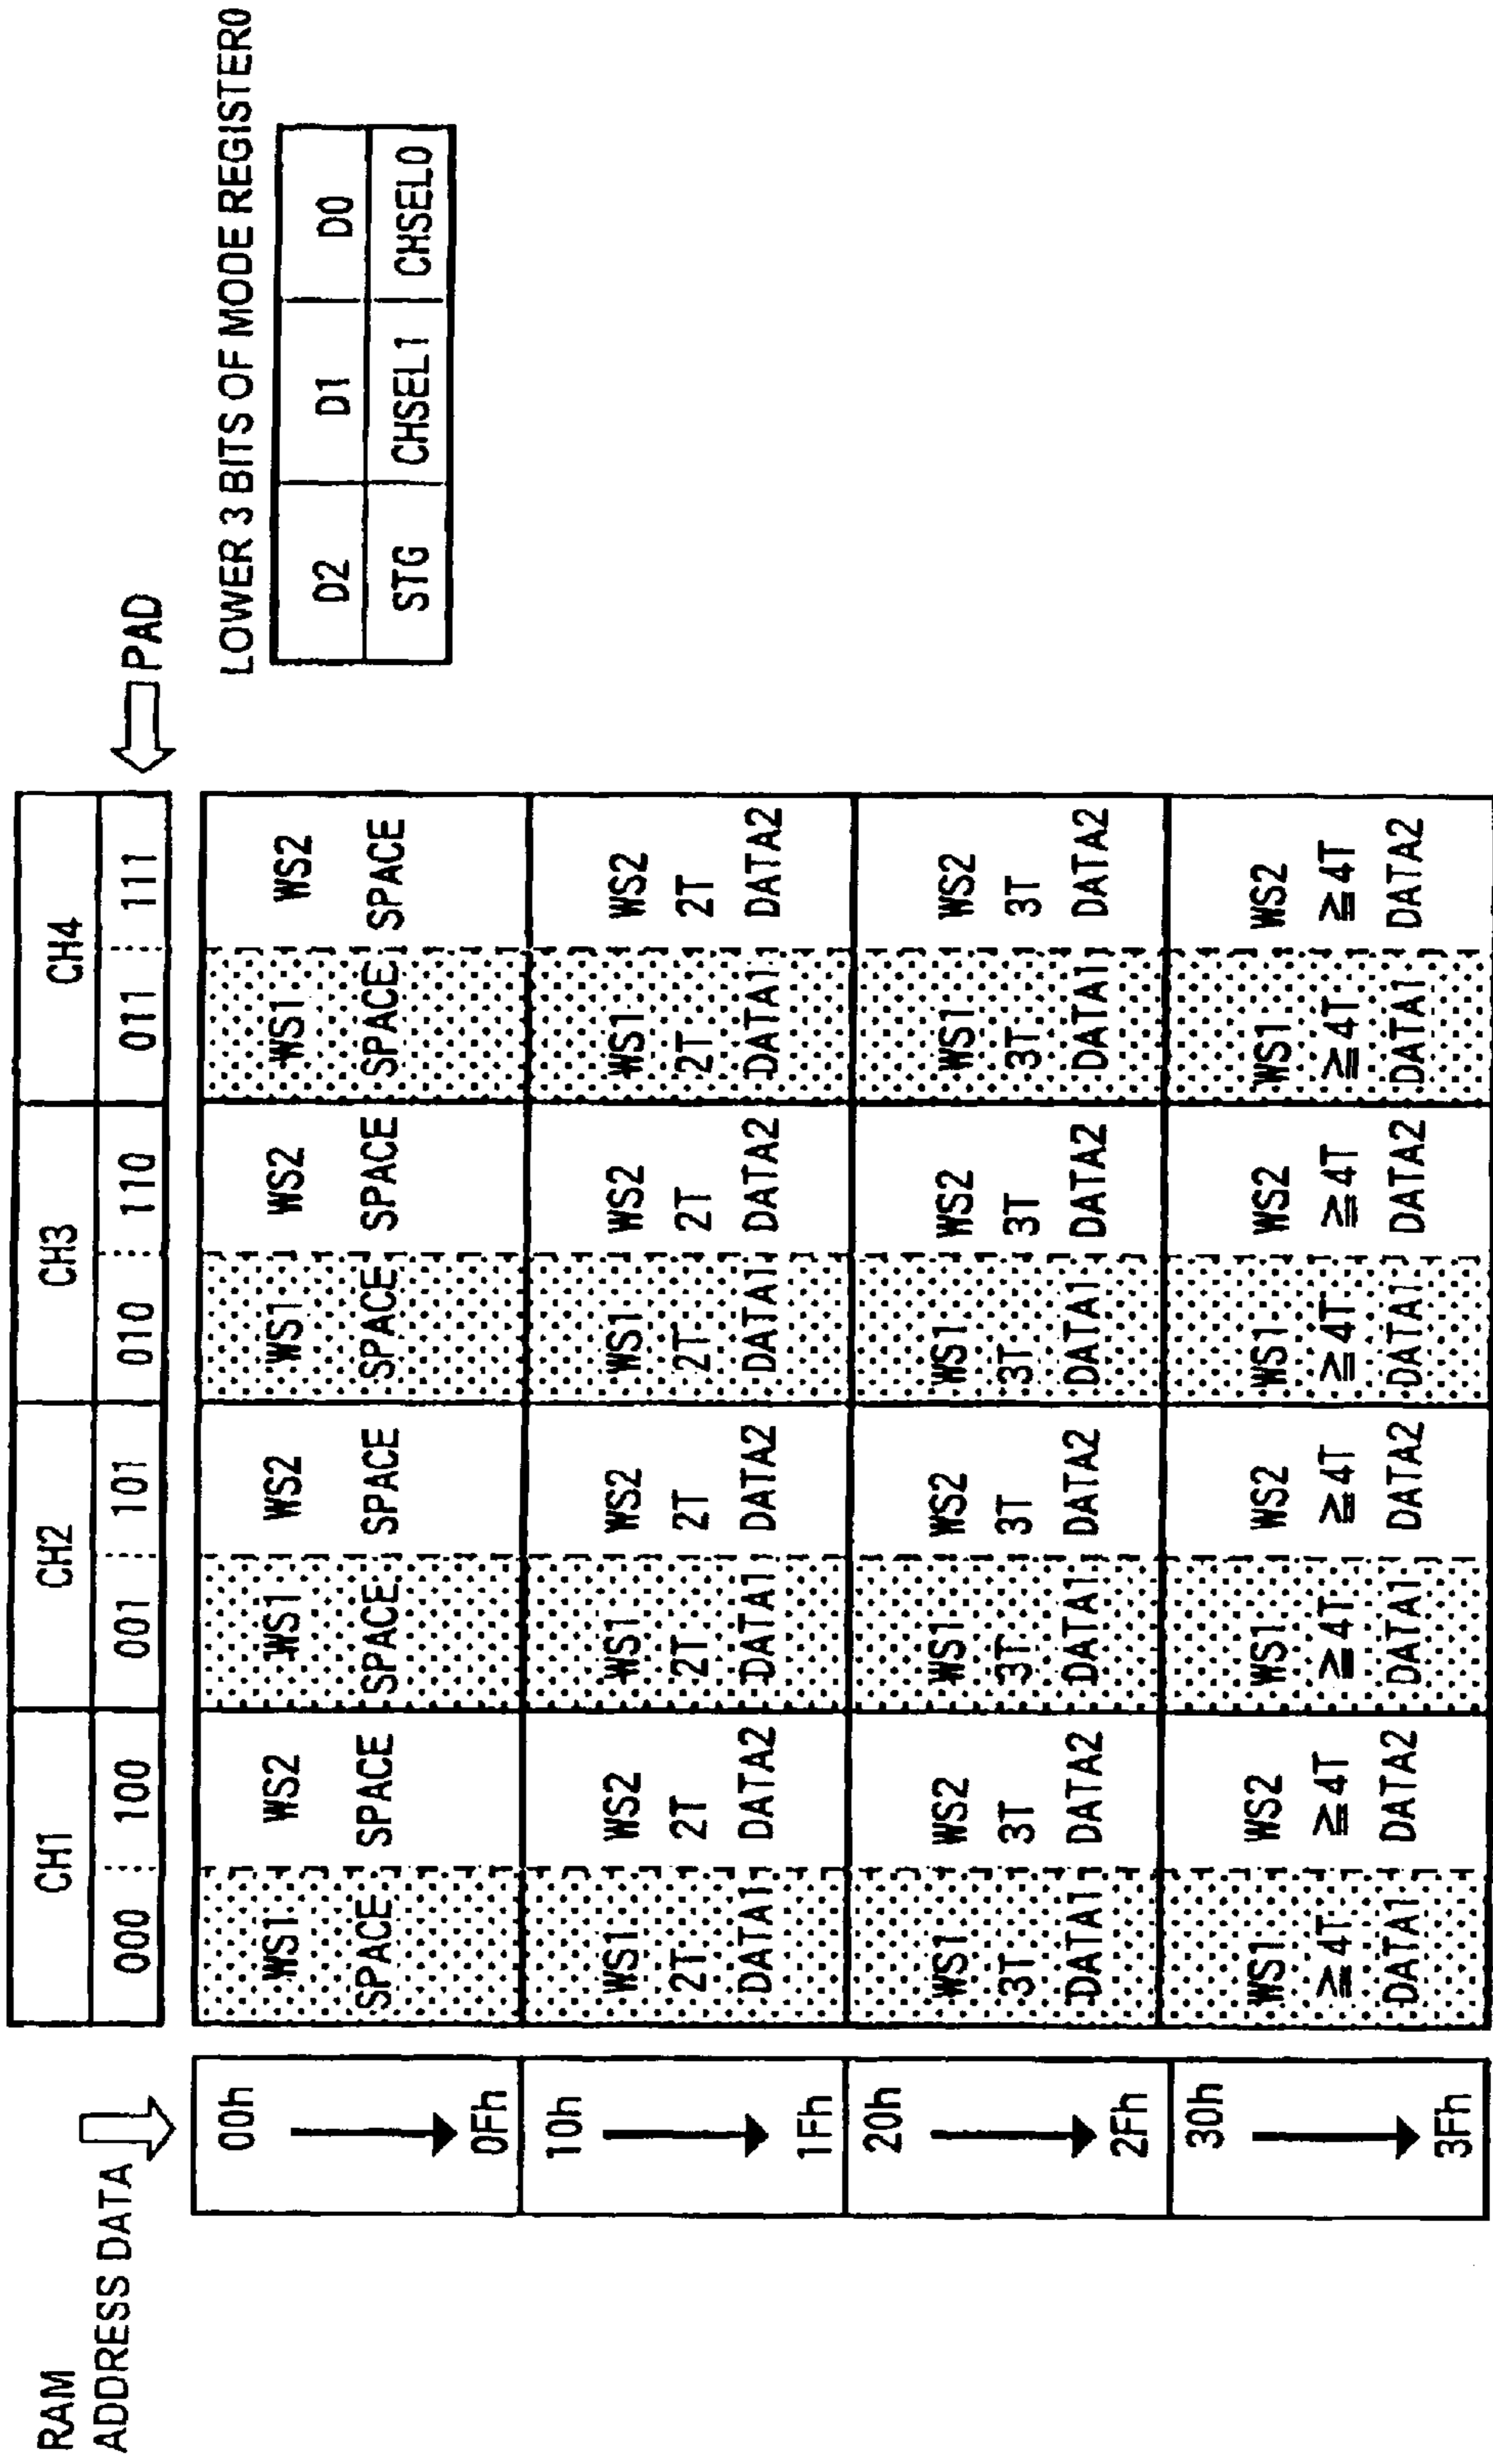 RAM
ADDRESS DATA
CH1 CH2 CH3 CH4
000 100 001 101 010 110 011 111
PAD
00h
0Fh
WS1 WS2 WS1 WS2 WS1 WS2 WS1 WS2
SPACE SPACE SPACE SPACE SPACE SPACE SPACE SPACE
10h
1Fh
WS1 WS2 WS1 WS2 WS1 WS2 WS1 WS2
2T 2T 2T 2T 2T 2T 2T 2T
DATA1 DATA2 DATA1 DATA2 DATA1 DATA2 DATA1 DATA2
20h
2Fh
WS1 WS2 WS1 WS2 WS1 WS2 WS1 WS2
3T 3T 3T 3T 3T 3T 3T 3T
DATA1 DATA2 DATA1 DATA2 DATA1 DATA2 DATA1 DATA2
30h
3Fh
WS1 WS2 WS1 WS2 WS1 WS2 WS1 WS2
≧4T ≧4T ≧4T ≧4T ≧4T ≧4T ≧4T ≧4T
DATA1 DATA2 DATA1 DATA2 DATA1 DATA2 DATA1 DATA2
LOWER 3 BITS OF MODE REGISTER0
D2 D1 D0
STG CHSEL1 CHSEL0